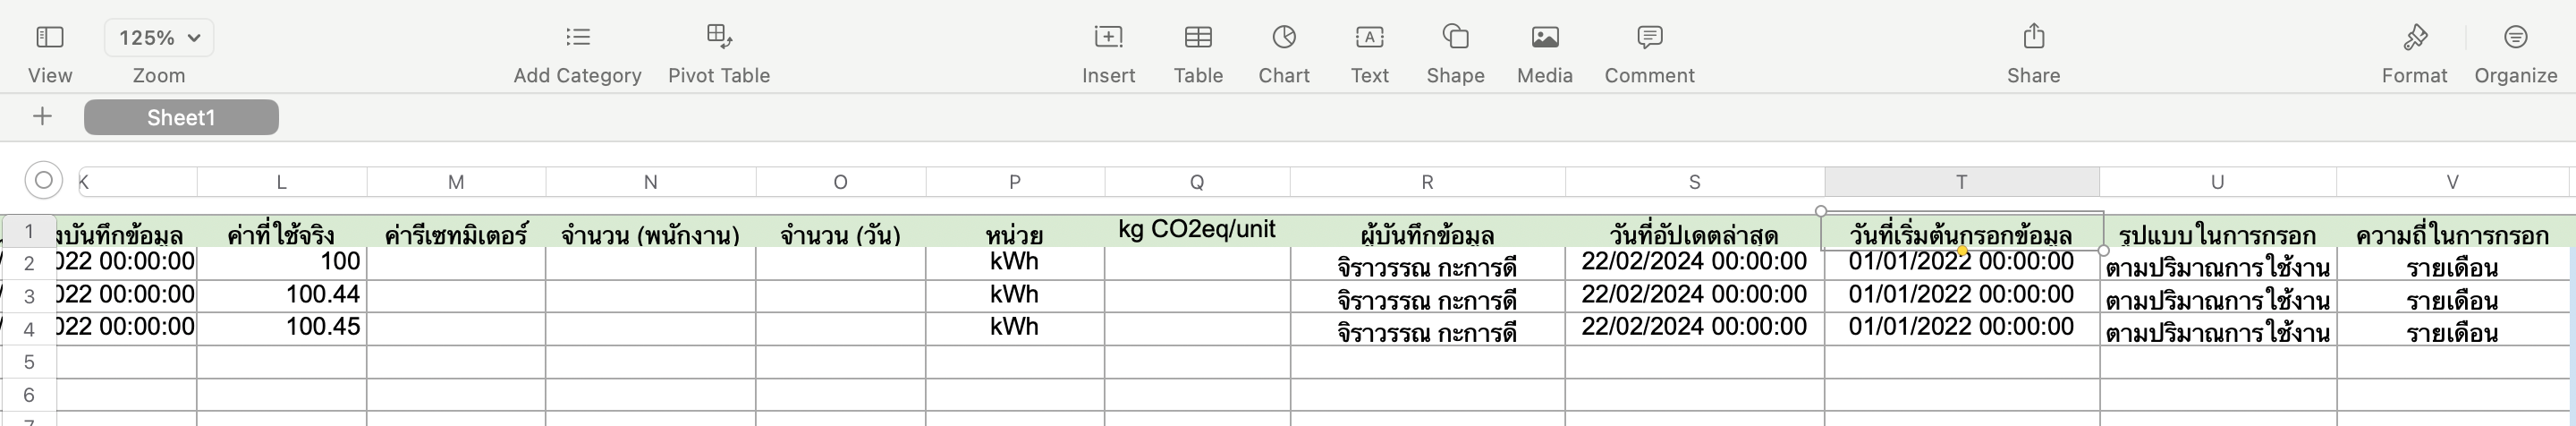 125%
View Zoom Add Category Pivot Table Insert Table Chart Text Shape Media Comment Share Format Organize
+ Sheet1
K L M N O P Q R S T U V
1 บันทึกข้อมูล ค่าที่ใช้จริง ค่ารีเซทมิเตอร์ จำนวน (พนักงาน) จำนวน (วัน) หน่วย kg CO2eq/unit ผู้บันทึกข้อมูล วันที่อัปเดตล่าสุด วันที่เริ่มต้นกรอกข้อมูล รูปแบบในการกรอก ความถี่ในการกรอก
2 022 00:00:00 100 kWh จิราวรรณ กะการดี 22/02/2024 00:00:00 01/01/2022 00:00:00 ตามปริมาณการใช้งาน รายเดือน
3 022 00:00:00 100.44 kWh จิราวรรณ กะการดี 22/02/2024 00:00:00 01/01/2022 00:00:00 ตามปริมาณการใช้งาน รายเดือน
4 022 00:00:00 100.45 kWh จิราวรรณ กะการดี 22/02/2024 00:00:00 01/01/2022 00:00:00 ตามปริมาณการใช้งาน รายเดือน
5
6
7